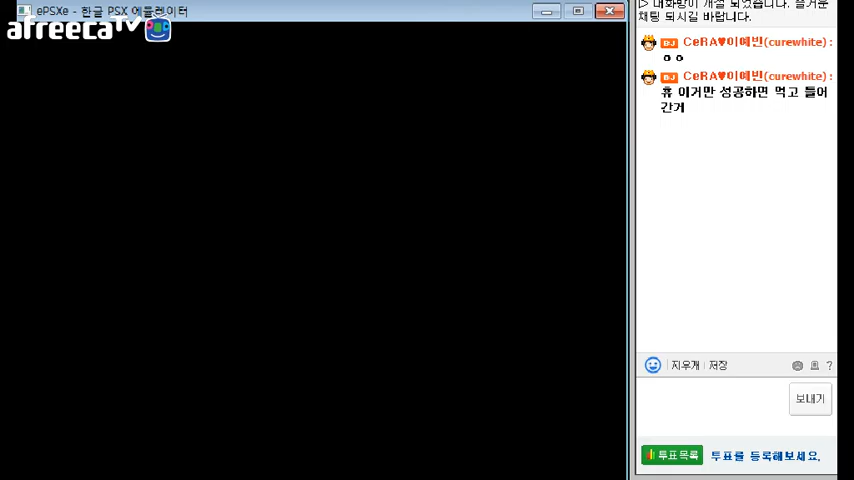 ePSXe - 한글 PSX 에뮬레이터
afreecaTV
▷ 대화방이 개설 되었습니다. 즐거운
채팅 되시길 바랍니다.
BJ CeRA♥이예빈(curewhite) :
ㅇㅇ
BJ CeRA♥이예빈(curewhite) :
휴 이거만 성공하면 먹고 들어
간거
지우개 저장
?
보내기
투표목록 투표를 등록해보세요.